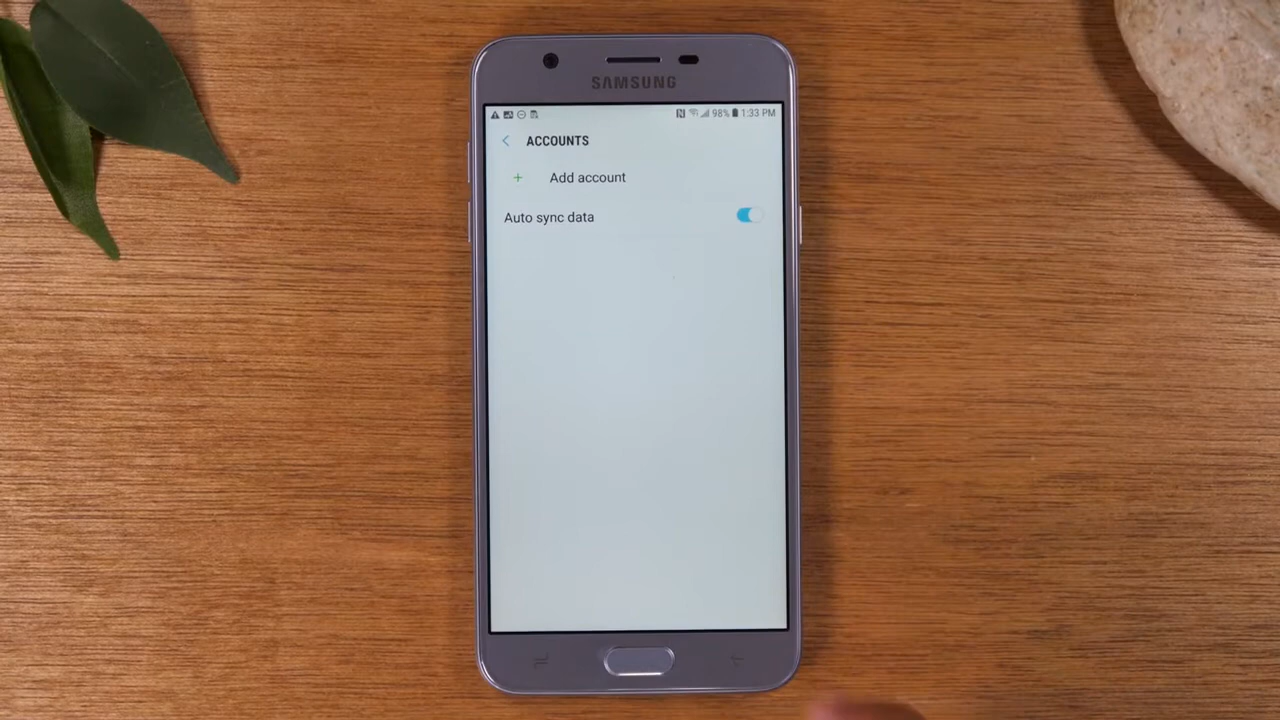 SAMSUNG
98% 1:33 PM
ACCOUNTS
+ Add account
Auto sync data